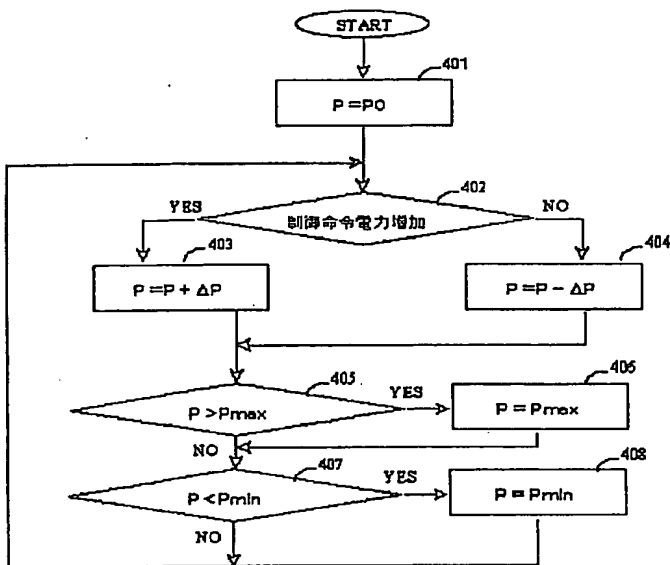 START
401
P=P0
402
YES
制御命令電力増加
NO
403
404
P=P+ΔP
P=P-ΔP
405
YES
406
P>Pmax
P=Pmax
NO
407
YES
408
P<Pmin
P=Pmin
NO